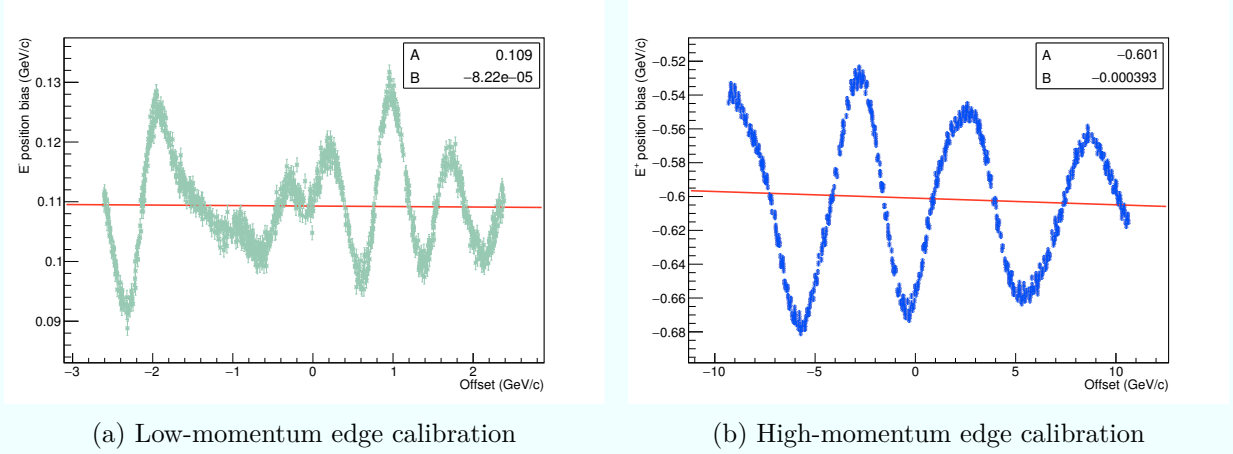 E⁻ position bias (GeV/c)
A 0.109
B −8.22e−05
0.13
0.12
0.11
0.1
0.09
−3 −2 −1 0 1 2
Offset (GeV/c)
(a) Low-momentum edge calibration
E⁺ position bias (GeV/c)
A −0.601
B −0.000393
−0.52
−0.54
−0.56
−0.58
−0.6
−0.62
−0.64
−0.66
−0.68
−10 −5 0 5 10
Offset (GeV/c)
(b) High-momentum edge calibration